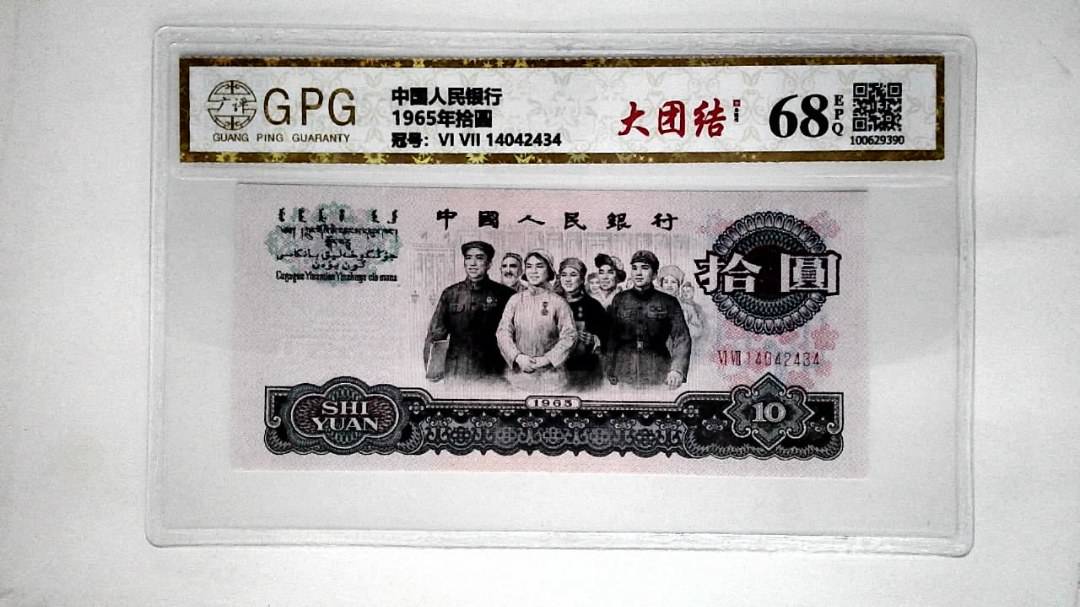 GPG
GUANG PING GUARANTY
中国人民银行
1965年拾圆
冠号：VI VII 14042434
大团结
68 EPQ
100629390
中國人民銀行
拾圓
VI VII 14042434
SHI
YUAN
1965
10